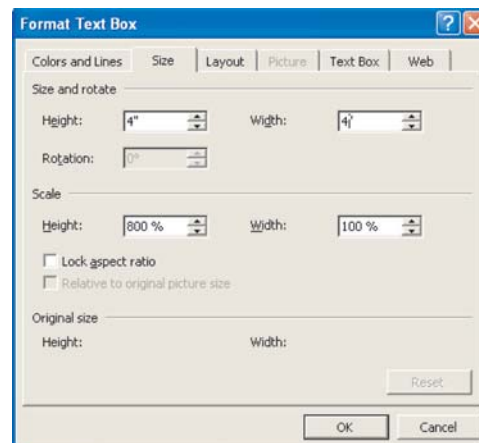 Format Text Box
Colors and Lines Size Layout Picture Text Box Web
Size and rotate
Height: 4" Width: 4"
Rotation: 0°
Scale
Height: 800 % Width: 100 %
Lock aspect ratio
Relative to original picture size
Original size
Height: Width:
Reset
OK Cancel